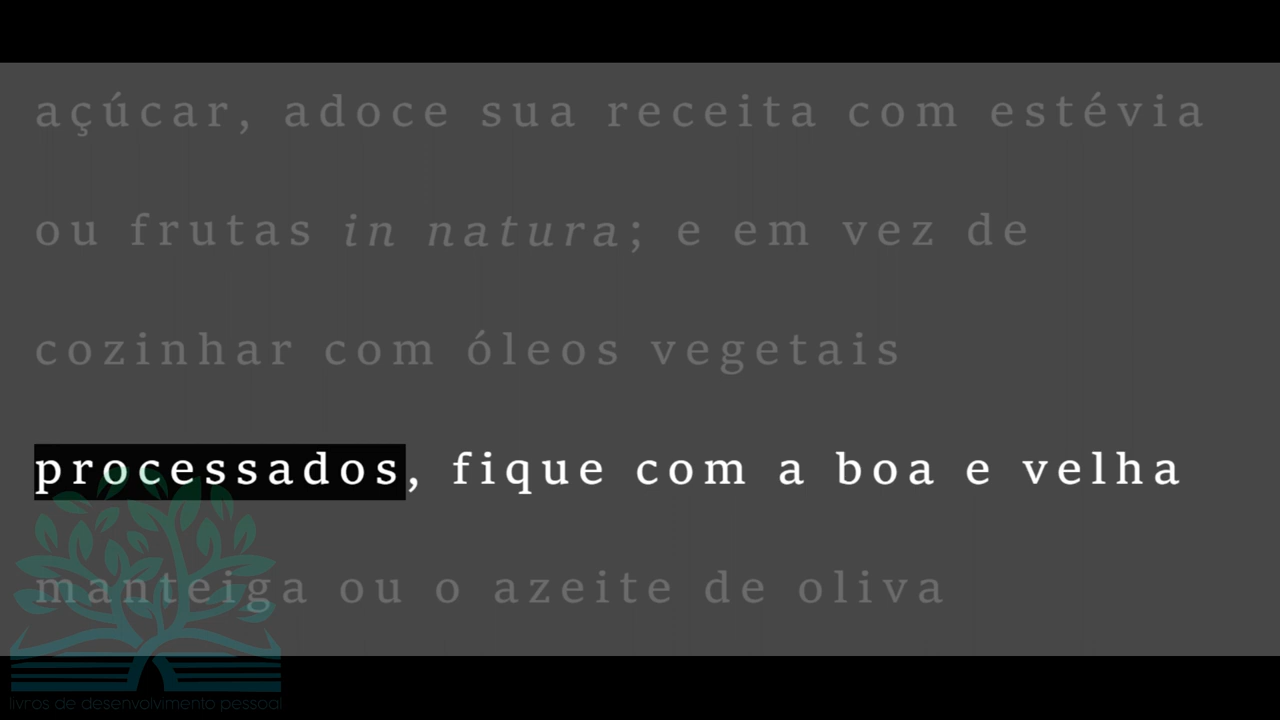 açúcar, adoce sua receita com estévia
ou frutas in natura; e em vez de
cozinhar com óleos vegetais
processados, fique com a boa e velha
manteiga ou o azeite de oliva
livros de desenvolvimento pessoal